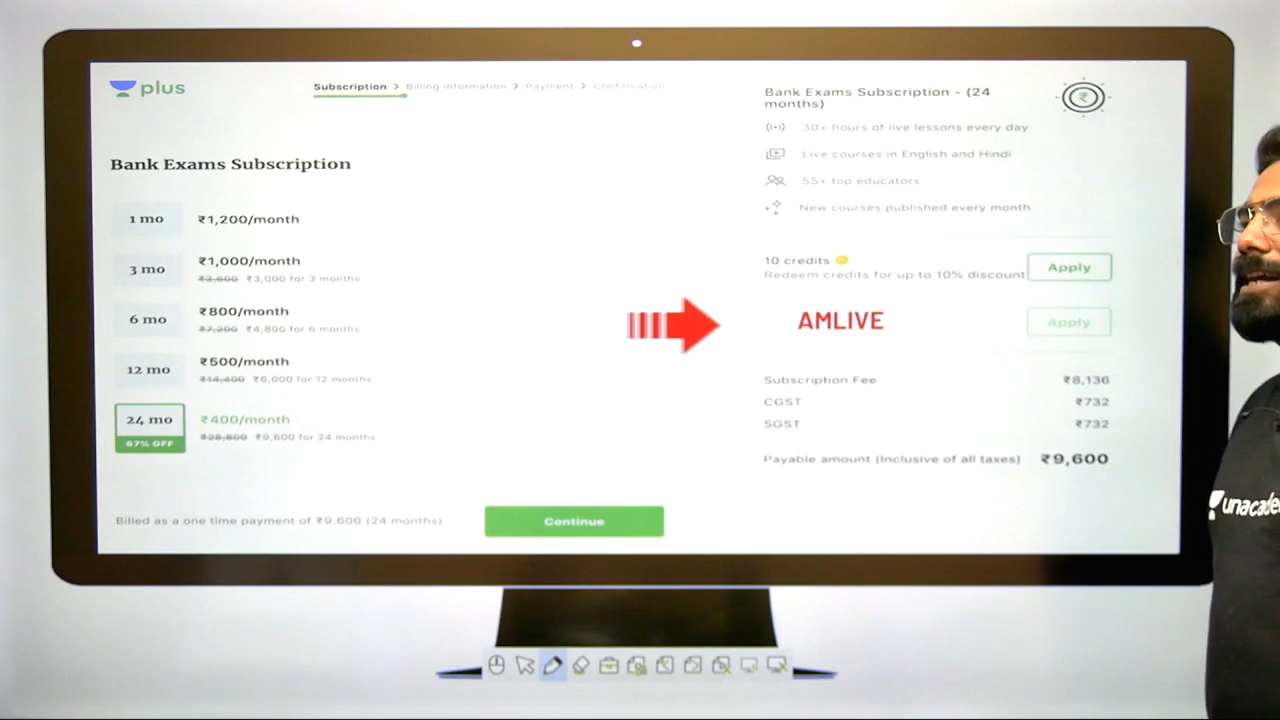 plus
Subscription > Billing information > Payment > Confirmation
Bank Exams Subscription
1 mo ₹1,200/month
3 mo ₹1,000/month
₹3,600 ₹3,000 for 3 months
6 mo ₹800/month
₹7,200 ₹4,800 for 6 months
12 mo ₹500/month
₹14,400 ₹6,000 for 12 months
24 mo ₹400/month
67% OFF ₹28,800 ₹9,600 for 24 months
Billed as a one time payment of ₹9,600 (24 months)
Continue
Bank Exams Subscription - (24
months)
30+ hours of live lessons every day
Live courses in English and Hindi
55+ top educators
New courses published every month
10 credits
Redeem credits for up to 10% discount
Apply
AMLIVE
Apply
Subscription Fee ₹8,136
CGST ₹732
SGST ₹732
Payable amount (Inclusive of all taxes) ₹9,600
unacade